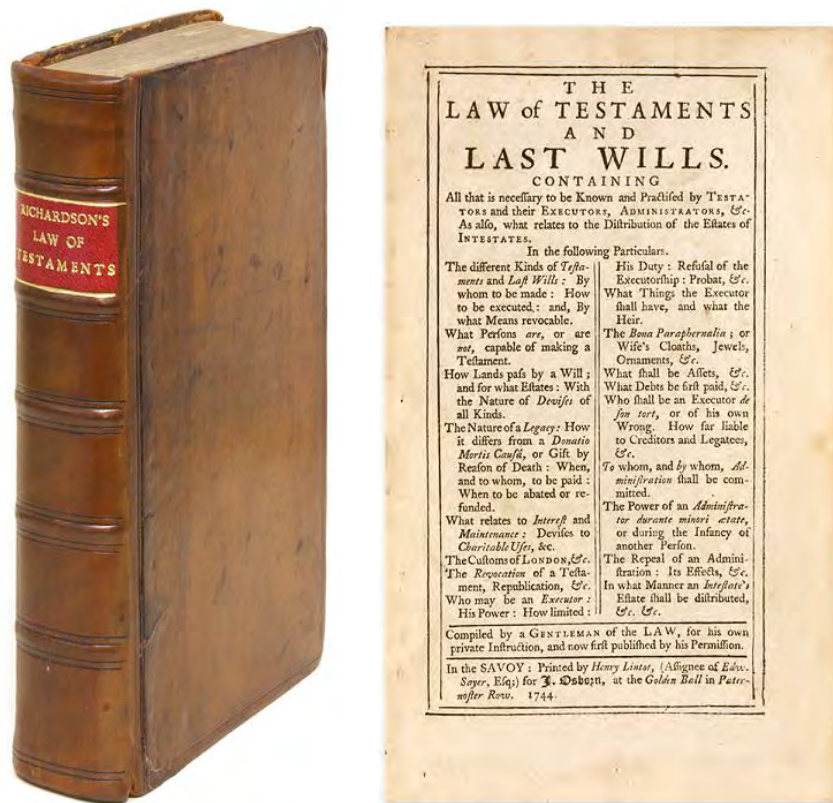 RICHARDSON'S
LAW OF
TESTAMENTS
THE
LAW of TESTAMENTS
AND
LAST WILLS.
CONTAINING
All that is neceſſary to be Known and Practiſed by TESTA-
TORS and their EXECUTORS, ADMINISTRATORS, &c.
As alſo, what relates to the Diſtribution of the Eſtates of
INTESTATES.
In the following Particulars.
The different Kinds of Teſta-
ments and Laſt Wills: By
whom to be made: How
to be executed: and, By
what Means revocable.
What Perſons are, or are
not, capable of making a
Teſtament.
How Lands paſs by a Will;
and for what Eſtates: With
the Nature of Deviſes of
all Kinds.
The Nature of a Legacy: How
it differs from a Donatio
Mortis Cauſâ, or Gift by
Reaſon of Death: When,
and to whom, to be paid:
When to be abated or re-
funded.
What relates to Intereſt and
Maintenance: Deviſes to
Charitable Uſes, &c.
The Cuſtoms of LONDON, &c.
The Revocation of a Teſta-
ment, Republication, &c.
Who may be an Executor:
His Power: How limited:
His Duty: Refuſal of the
Executorſhip: Probat, &c.
What Things the Executor
ſhall have, and what the
Heir.
The Bona Paraphernalia; or
Wife's Cloaths, Jewels,
Ornaments, &c.
What ſhall be Aſſets, &c.
What Debts be firſt paid, &c.
Who ſhall be an Executor de
ſon tort, or of his own
Wrong. How far liable
to Creditors and Legatees,
&c.
To whom, and by whom, Ad-
miniſtration ſhall be com-
mitted.
The Power of an Adminiſtra-
tor durante minori ætate,
or during the Infancy of
another Perſon.
The Repeal of an Admini-
ſtration: Its Effects, &c.
In what Manner an Inteſtate's
Eſtate ſhall be diſtributed,
&c. &c.
Compiled by a GENTLEMAN of the LAW, for his own
private Inſtruction, and now firſt publiſhed by his Permiſſion.
In the SAVOY: Printed by Henry Lintot, (Aſſignee of Edw.
Sayer, Eſq;) for J. Osborn, at the Golden Ball in Pater-
noſter Row. 1744.